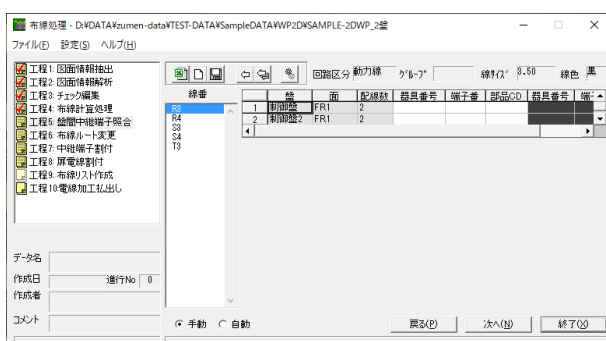 布線処理 - D:¥DATA¥zumen-data¥TEST-DATA¥SampleDATA¥WP2D¥SAMPLE-2DWP_2盤
ファイル(F) 設定(S) ヘルプ(H)
工程1: 図面情報抽出
工程2: 図面情報解析
工程3: チェック編集
工程4: 布線計算処理
工程5: 盤間中継端子照合
工程6: 布線ルート変更
工程7: 中継端子割付
工程8: 扉電線割付
工程9: 布線リスト作成
工程10:電線加工払出し
回路区分 動力線 グループ 線サイズ 3.50 線色 黒
線番
R3
R4
S3
S4
T3
盤 面 配線数 器具番号 端子番 部品CD 器具番号
1 制御盤 FR1 2
2 制御盤2 FR1 2
データ名
作成日 進行No 0
作成者
コメント
手動 自動
戻る(P) 次へ(N) 終了(X)